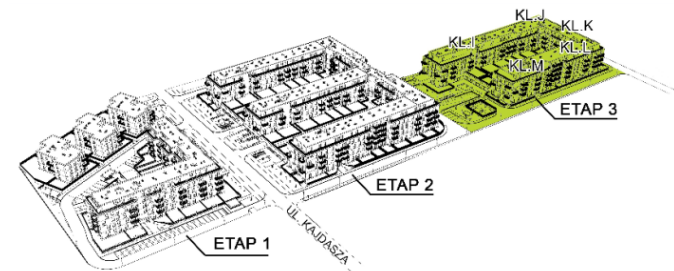 KL.J
KL.K
KL.I
KL.L
KL.M
ETAP 3
ETAP 2
UL. KAJDASZA
ETAP 1